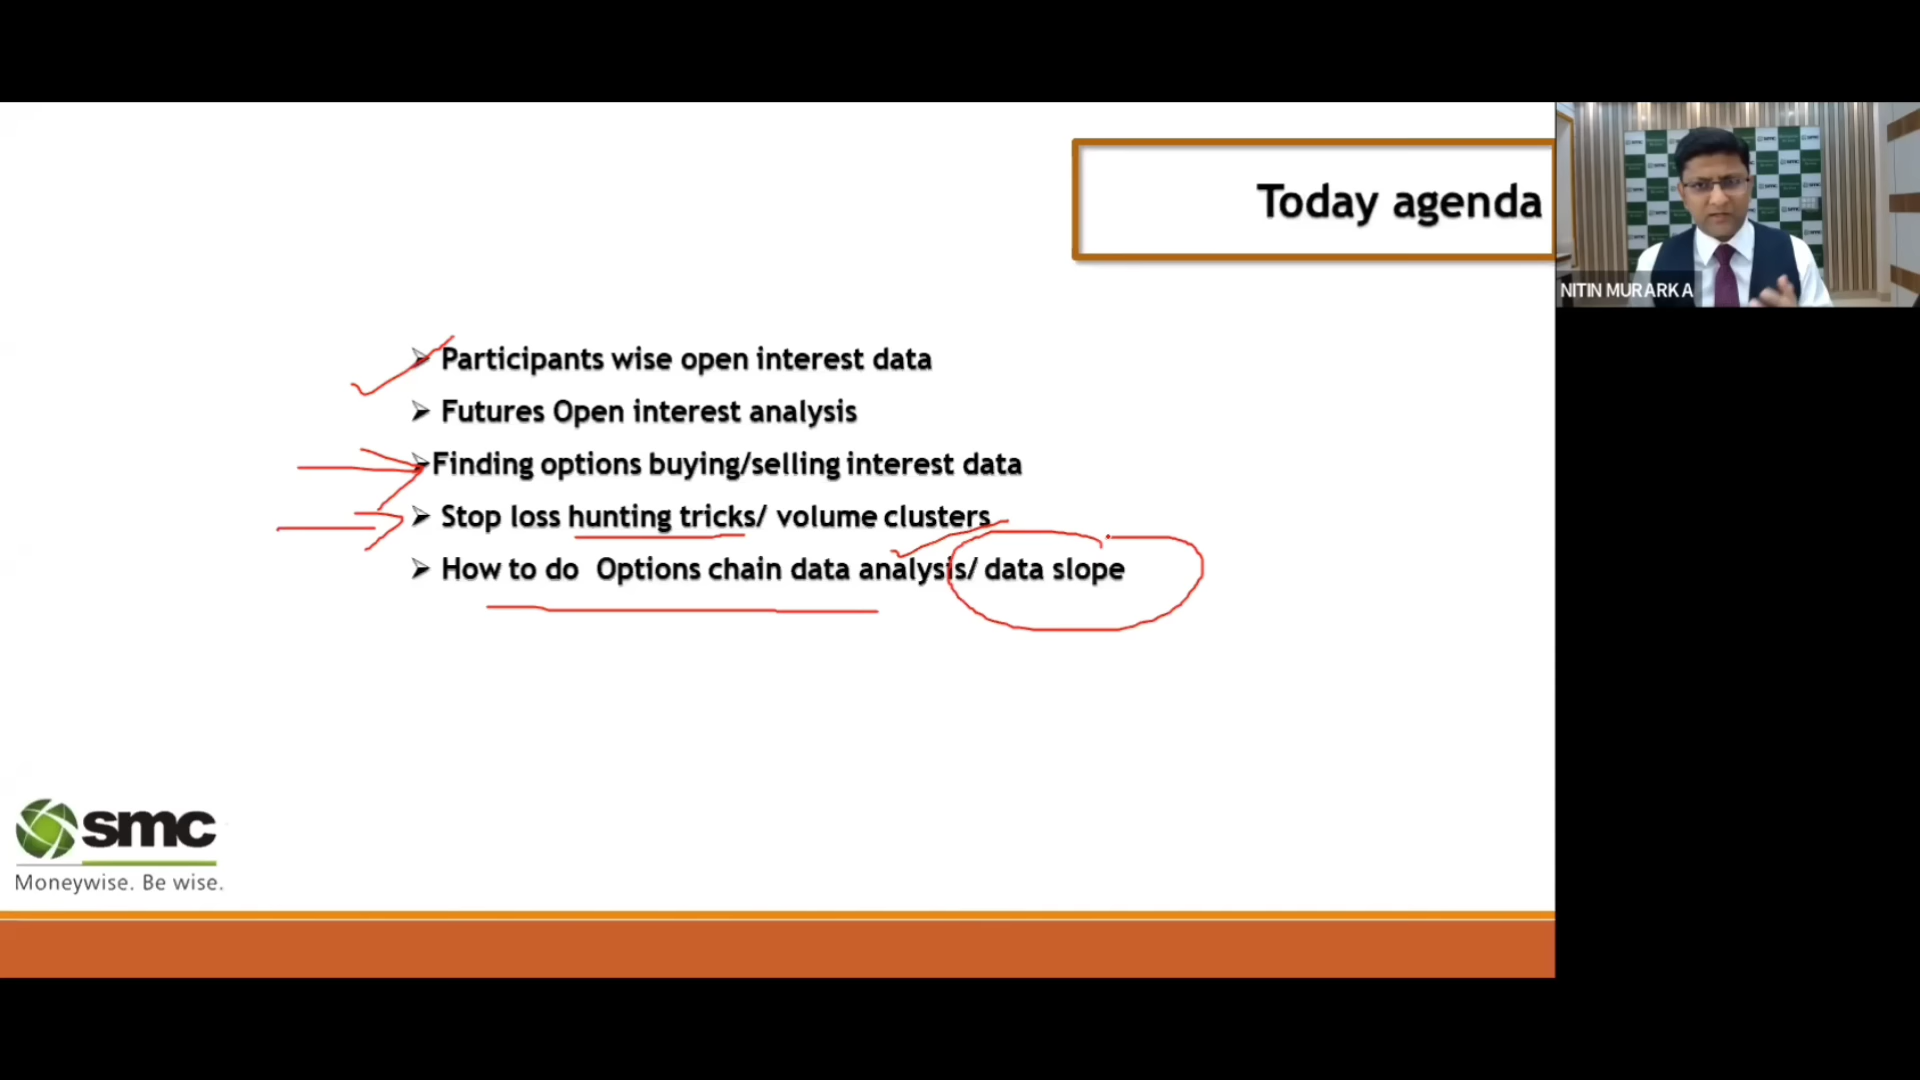 Today agenda
NITIN MURARKA
➢ Participants wise open interest data
➢ Futures Open interest analysis
➢Finding options buying/selling interest data
➢ Stop loss hunting tricks/ volume clusters
➢ How to do Options chain data analysis/ data slope
smc
Moneywise. Be wise.